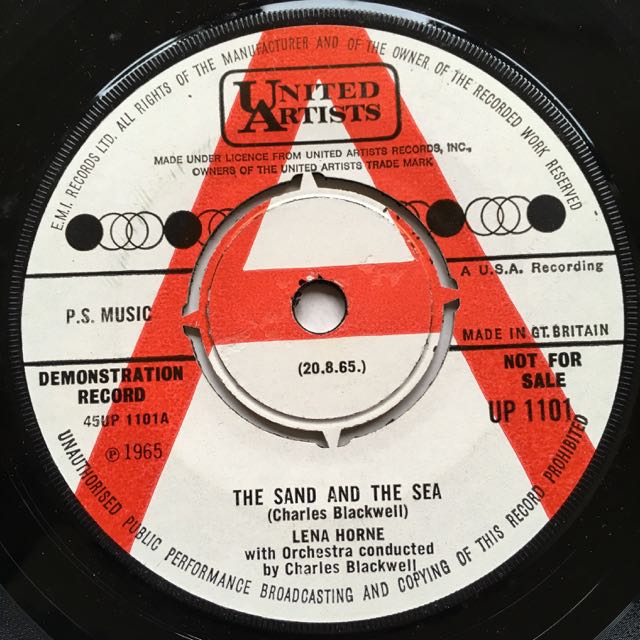 E.M.I. RECORDS LTD. ALL RIGHTS OF THE MANUFACTURER AND OF THE OWNER OF THE RECORDED WORK RESERVED
UNITED
ARTISTS
MADE UNDER LICENCE FROM UNITED ARTISTS RECORDS, INC.,
OWNERS OF THE UNITED ARTISTS TRADE MARK
A U.S.A. Recording
P.S. MUSIC
MADE IN GT. BRITAIN
DEMONSTRATION
RECORD
45UP 1101A
℗ 1965
(20.8.65.)
NOT FOR
SALE
UP 1101
A
THE SAND AND THE SEA
(Charles Blackwell)
LENA HORNE
with Orchestra conducted
by Charles Blackwell
UNAUTHORISED PUBLIC PERFORMANCE BROADCASTING AND COPYING OF THIS RECORD PROHIBITED